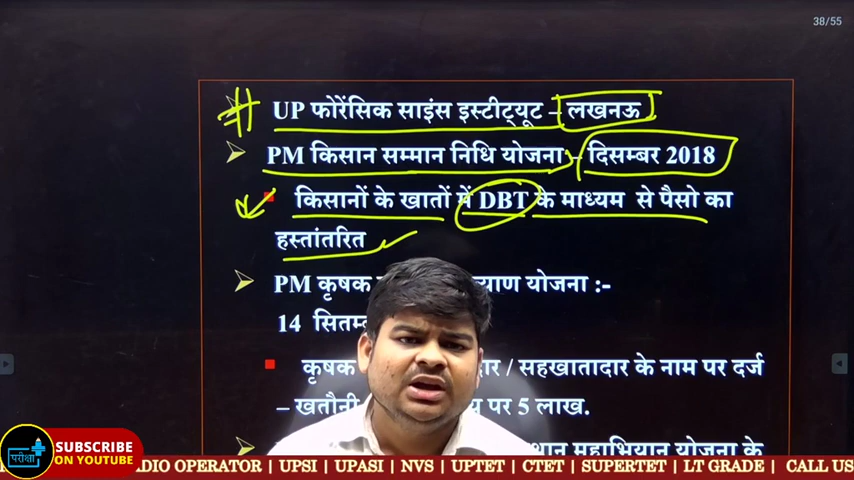 38/55
UP फोरेंसिक साइंस इस्टीट्यूट – लखनऊ
PM किसान सम्मान निधि योजना – दिसम्बर 2018
किसानों के खातों में DBT के माध्यम से पैसो का
हस्तांतरित
PM कृषक योजना :-
14
कृषक / सहखातादार के नाम पर दर्ज
– खतौनी पर 5 लाख.
महाभियान योजना के
परीक्षा
SUBSCRIBE
ON YOUTUBE
OPERATOR | UPSI | UPASI | NVS | UPTET | CTET | SUPERTET | LT GRADE | CALL US